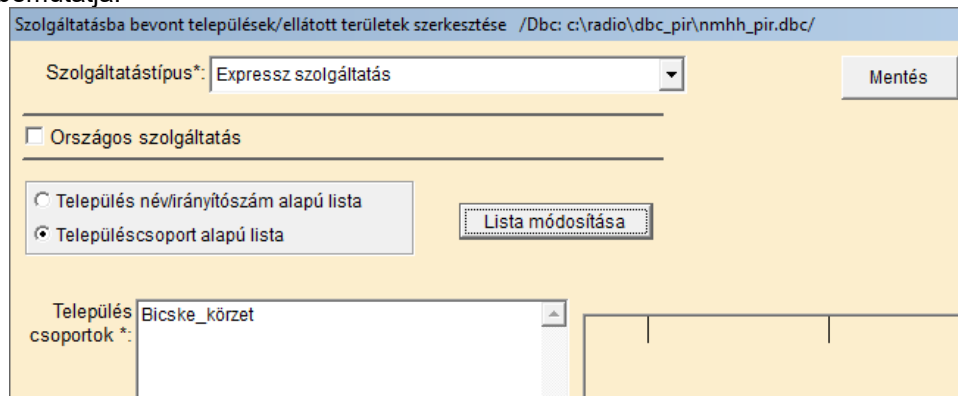 bemutatja:
Szolgáltatásba bevont települések/ellátott területek szerkesztése /Dbc: c:\radio\dbc_pir\nmhh_pir.dbc/
Szolgáltatástípus*: Expressz szolgáltatás
Mentés
Országos szolgáltatás
Település név/irányítószám alapú lista
Településcsoport alapú lista
Lista módosítása
Település
csoportok *:
Bicske_körzet